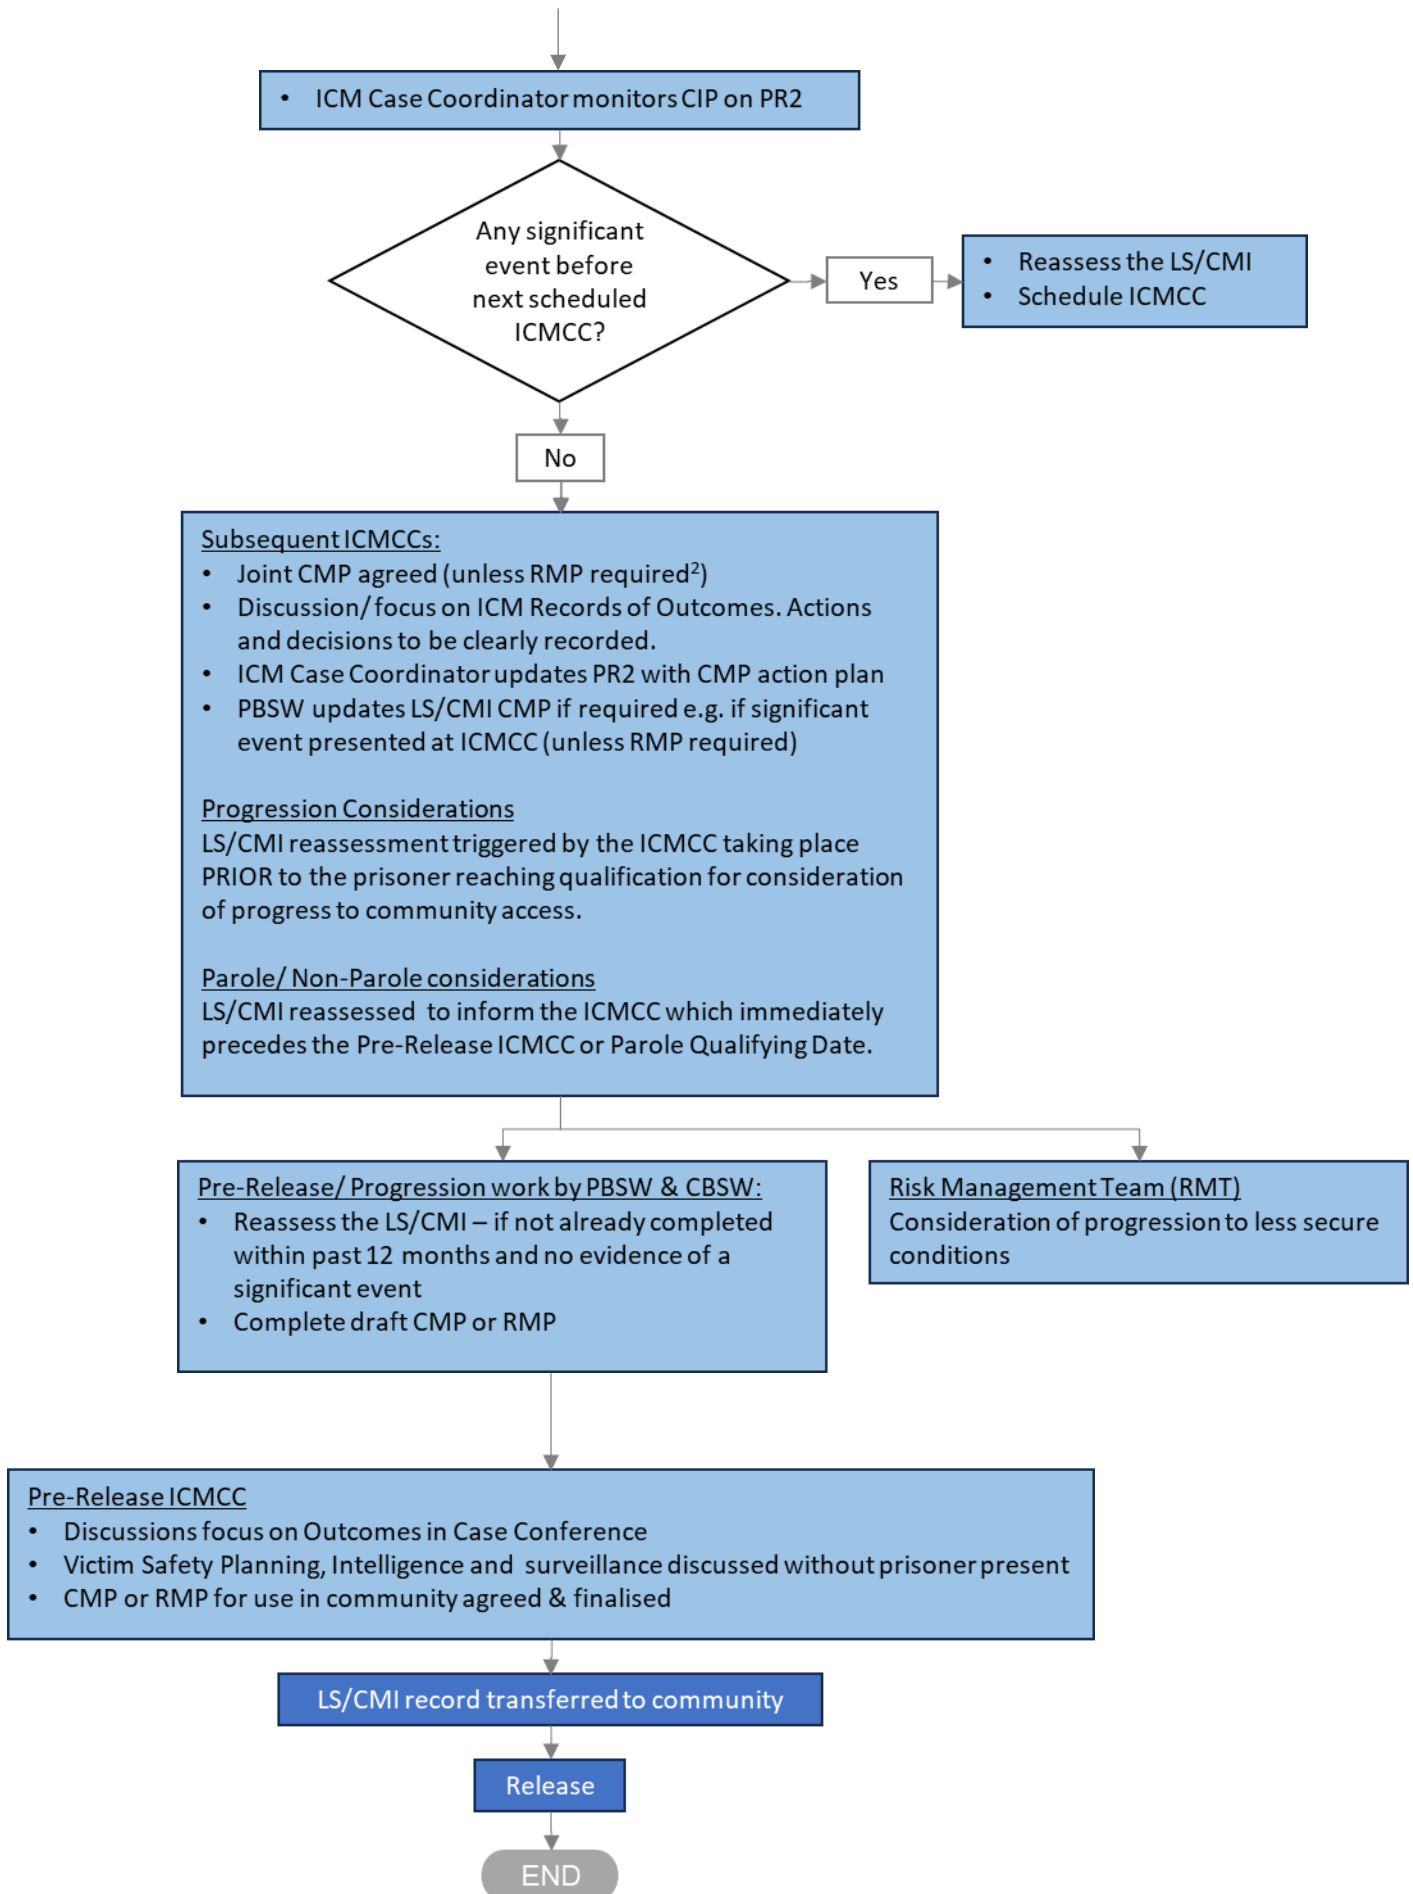 • ICM Case Coordinator monitors CIP on PR2
Any significant
event before
next scheduled
ICMCC?
Yes
• Reassess the LS/CMI
• Schedule ICMCC
No
Subsequent ICMCCs:
• Joint CMP agreed (unless RMP required²)
• Discussion/ focus on ICM Records of Outcomes. Actions
and decisions to be clearly recorded.
• ICM Case Coordinator updates PR2 with CMP action plan
• PBSW updates LS/CMI CMP if required e.g. if significant
event presented at ICMCC (unless RMP required)
Progression Considerations
LS/CMI reassessment triggered by the ICMCC taking place
PRIOR to the prisoner reaching qualification for consideration
of progress to community access.
Parole/ Non-Parole considerations
LS/CMI reassessed to inform the ICMCC which immediately
precedes the Pre-Release ICMCC or Parole Qualifying Date.
Pre-Release/ Progression work by PBSW & CBSW:
• Reassess the LS/CMI – if not already completed
within past 12 months and no evidence of a
significant event
• Complete draft CMP or RMP
Risk Management Team (RMT)
Consideration of progression to less secure
conditions
Pre-Release ICMCC
• Discussions focus on Outcomes in Case Conference
• Victim Safety Planning, Intelligence and surveillance discussed without prisoner present
• CMP or RMP for use in community agreed & finalised
LS/CMI record transferred to community
Release
END